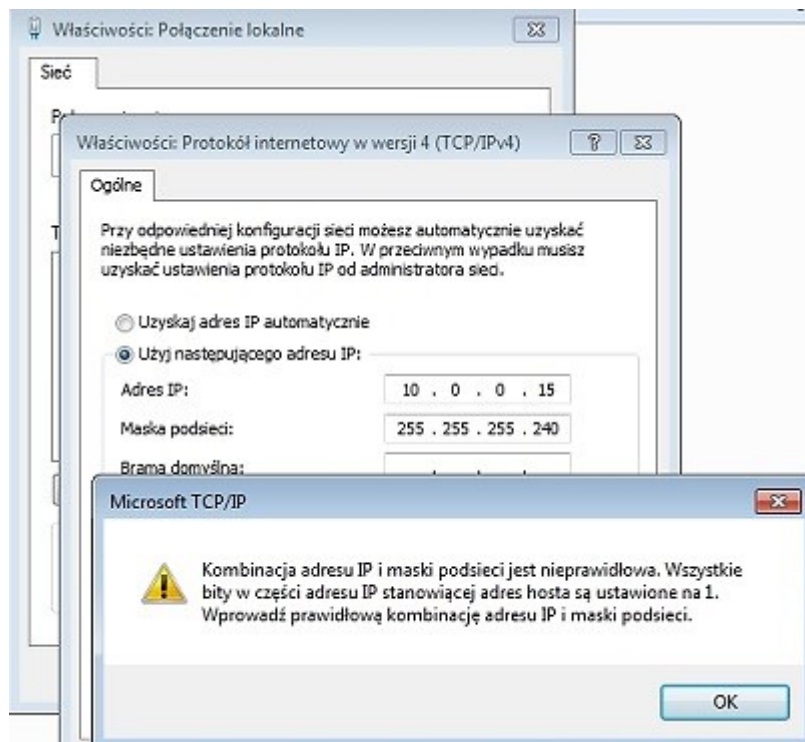 Właściwości: Połączenie lokalne
Sieć
Właściwości: Protokół internetowy w wersji 4 (TCP/IPv4)
Ogólne
Przy odpowiedniej konfiguracji sieci możesz automatycznie uzyskać
niezbędne ustawienia protokołu IP. W przeciwnym wypadku musisz
uzyskać ustawienia protokołu IP od administratora sieci.
Uzyskaj adres IP automatycznie
Użyj następującego adresu IP:
Adres IP: 10 . 0 . 0 . 15
Maska podsieci: 255 . 255 . 255 . 240
Brama domyślna: . . .
Microsoft TCP/IP
Kombinacja adresu IP i maski podsieci jest nieprawidłowa. Wszystkie
bity w części adresu IP stanowiącej adres hosta są ustawione na 1.
Wprowadź prawidłową kombinację adresu IP i maski podsieci.
OK